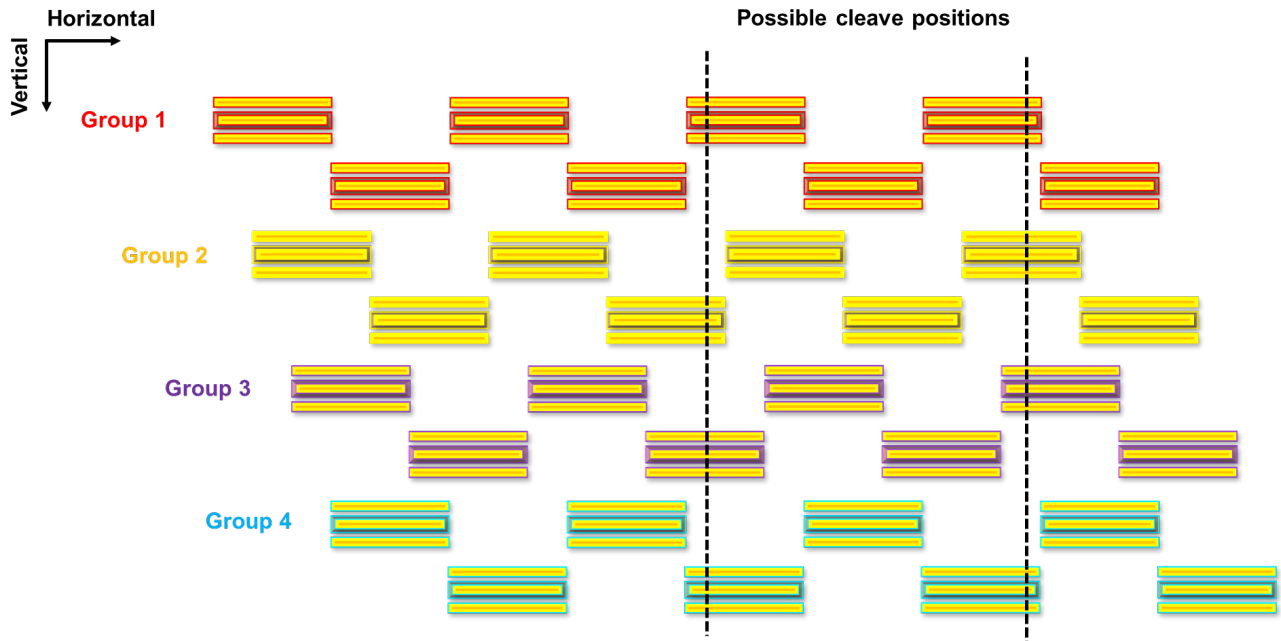 Horizontal
Possible cleave positions
Vertical
Group 1
Group 2
Group 3
Group 4